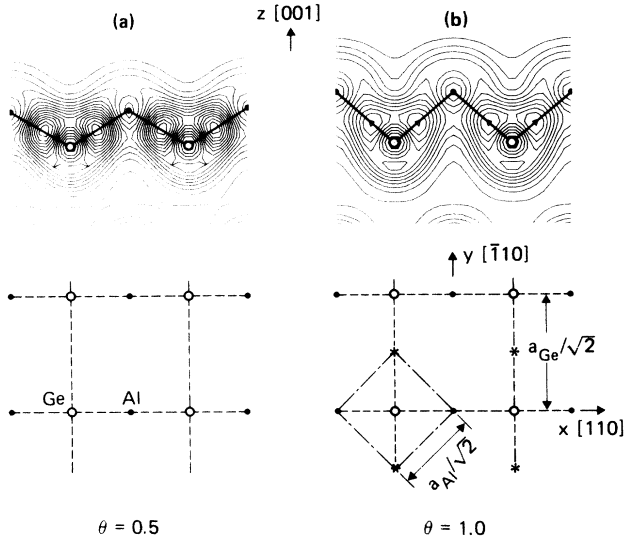 (a)
z [001]
(b)
y [1̄10]
Ge
Al
a_Ge/√2
x [110]
a_Al/√2
θ = 0.5
θ = 1.0